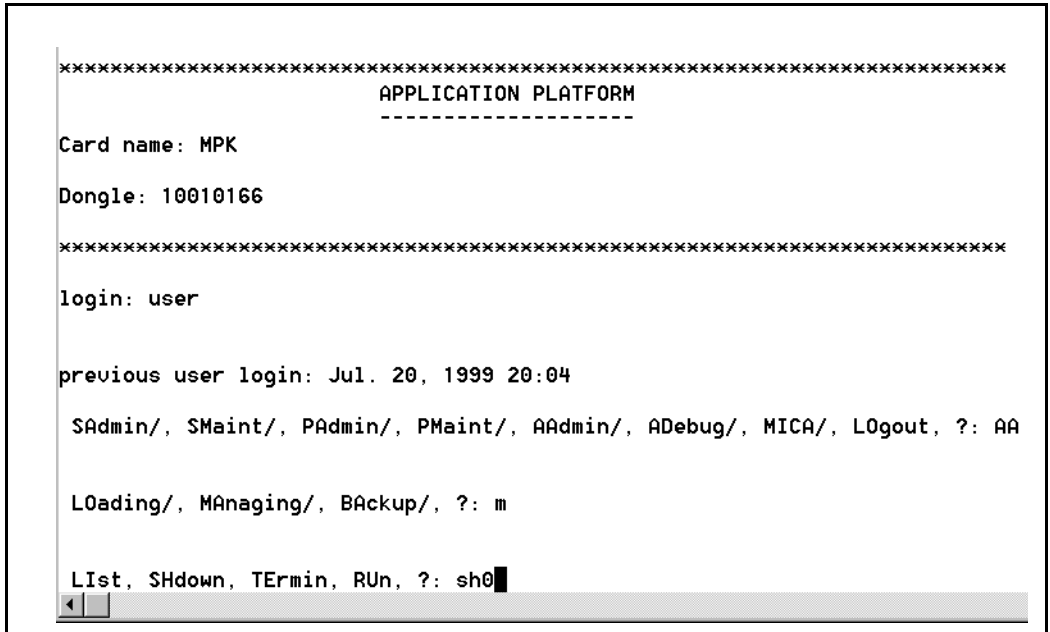 **************************************************************************
APPLICATION PLATFORM
--------------------
Card name: MPK
Dongle: 10010166
**************************************************************************
login: user
previous user login: Jul. 20, 1999 20:04
SAdmin/, SMaint/, PAdmin/, PMaint/, AAdmin/, ADebug/, MICA/, LOgout, ?: AA
LOading/, MAnaging/, BAckup/, ?: m
LIst, SHdown, TErmin, RUn, ?: sh0